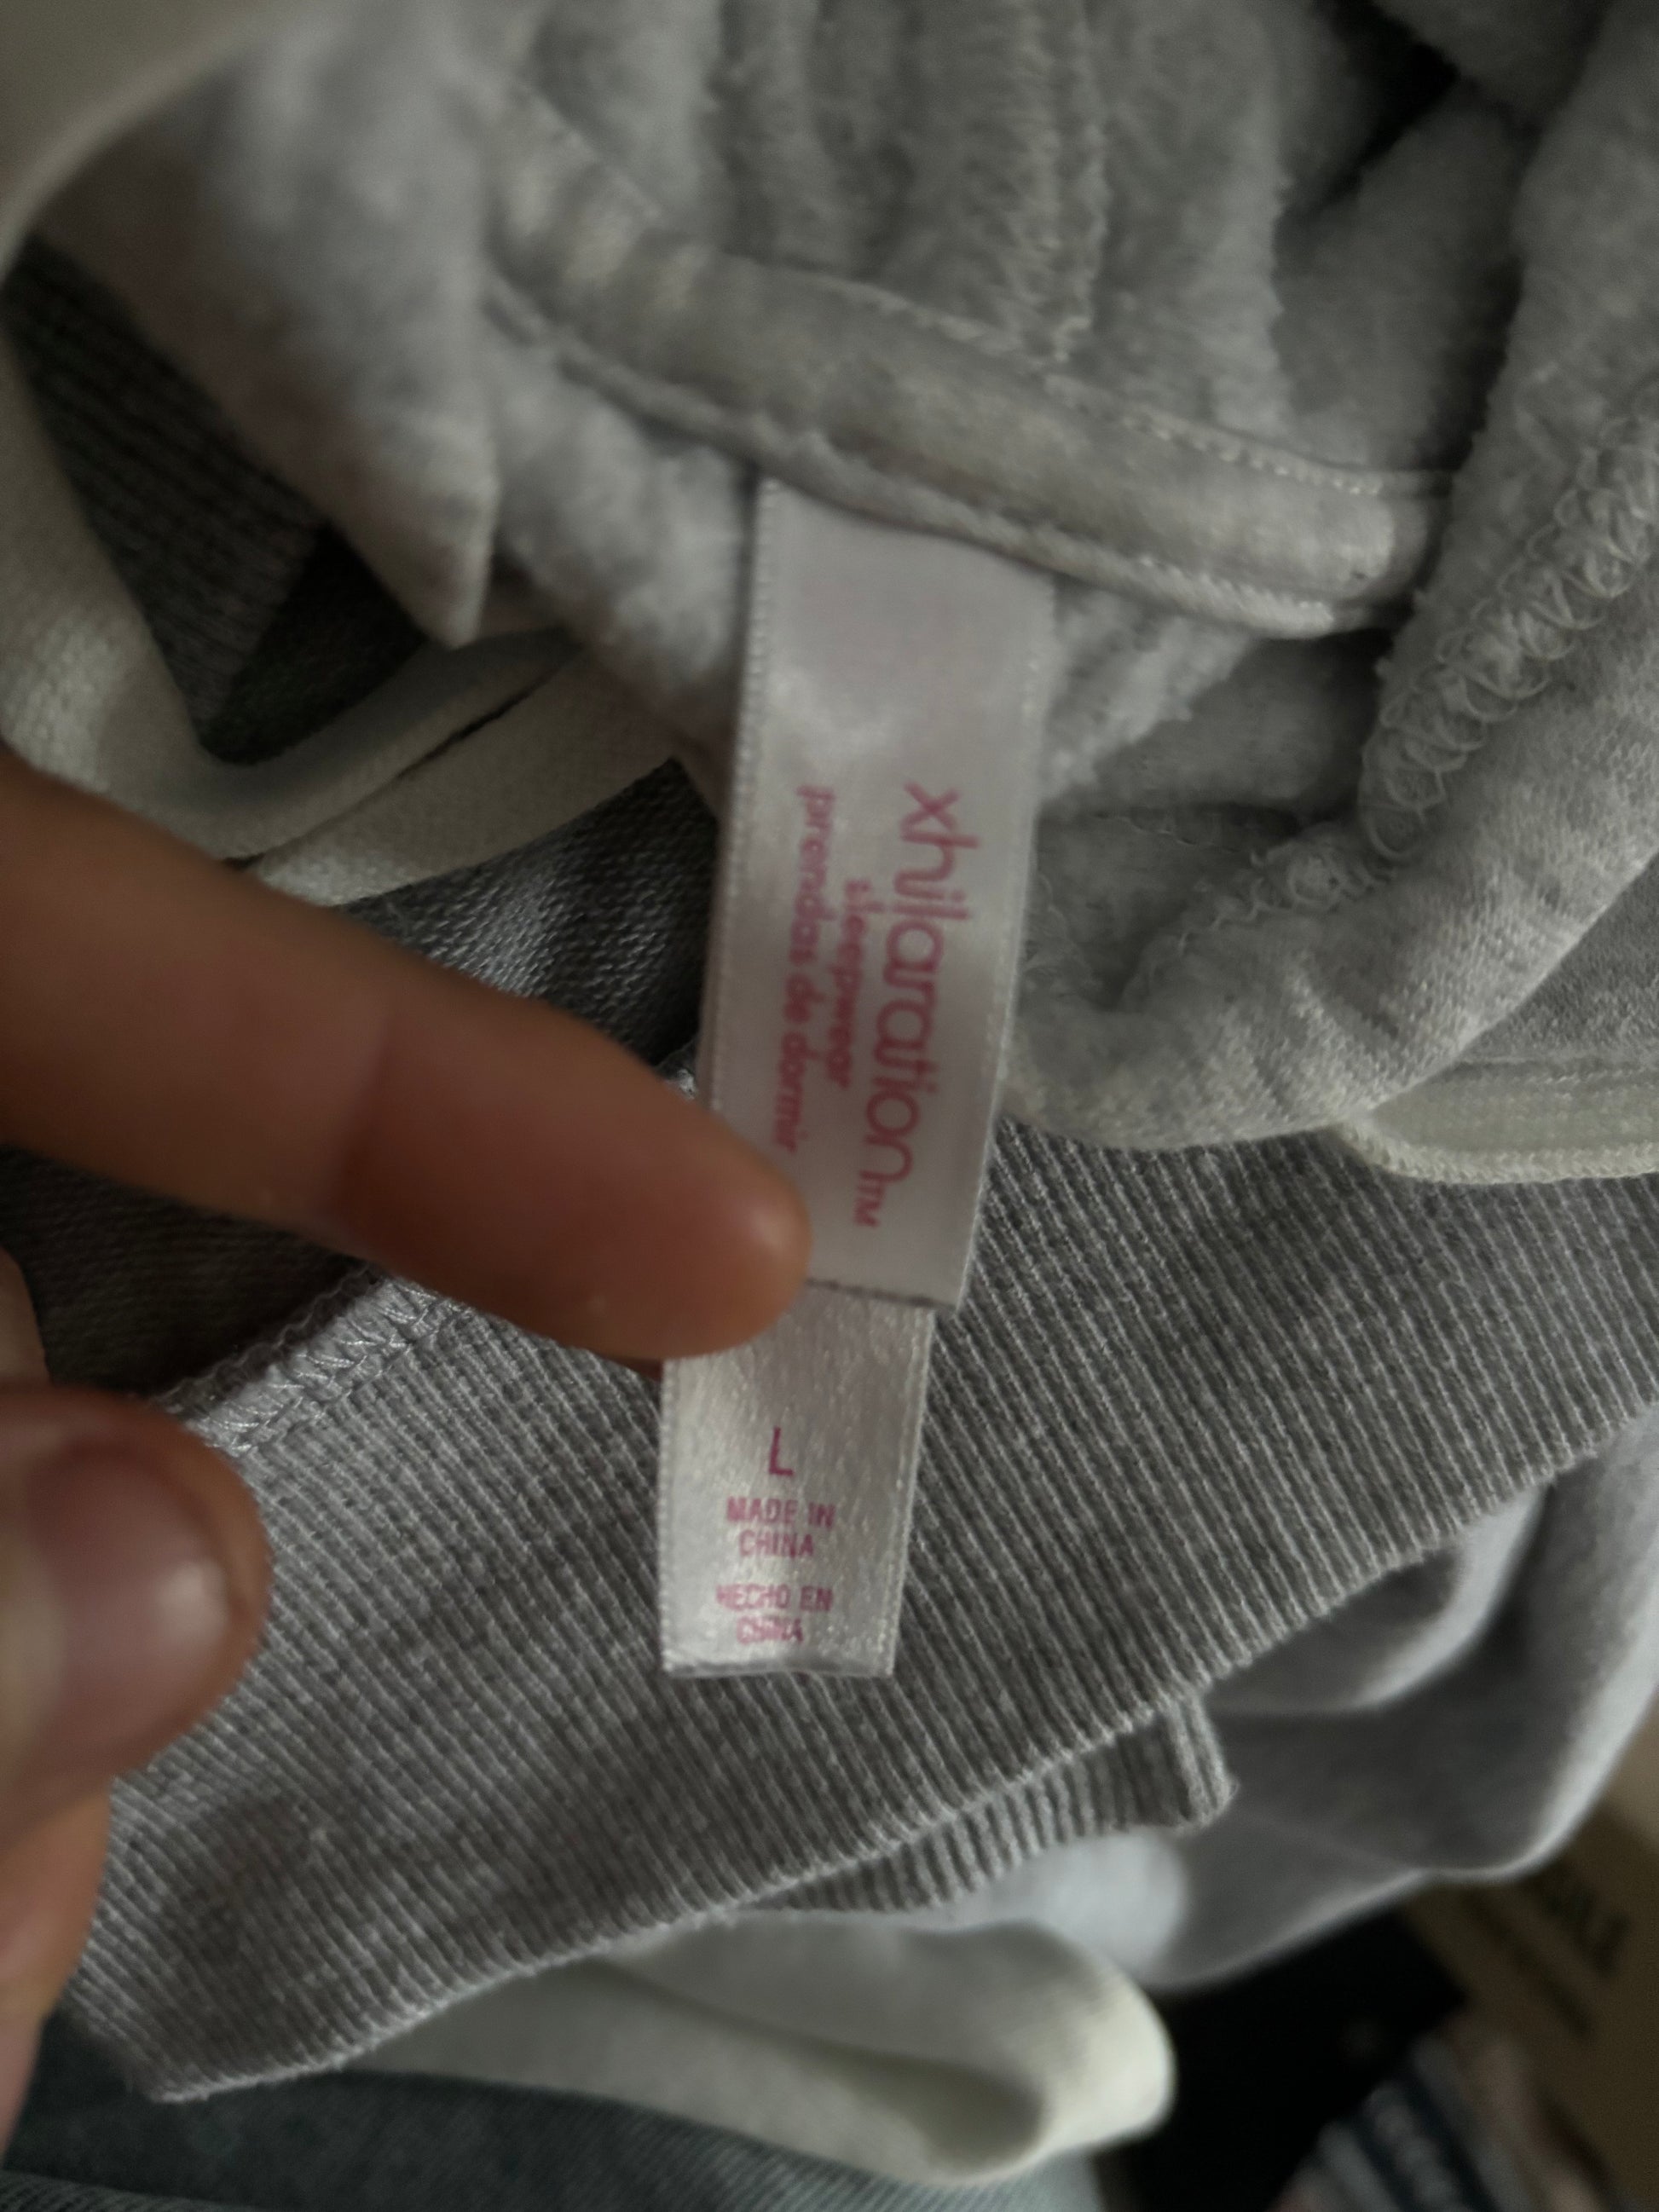 xhilaration™
sleepwear
prendas de dormir
L
MADE IN
CHINA
HECHO EN
CHINA